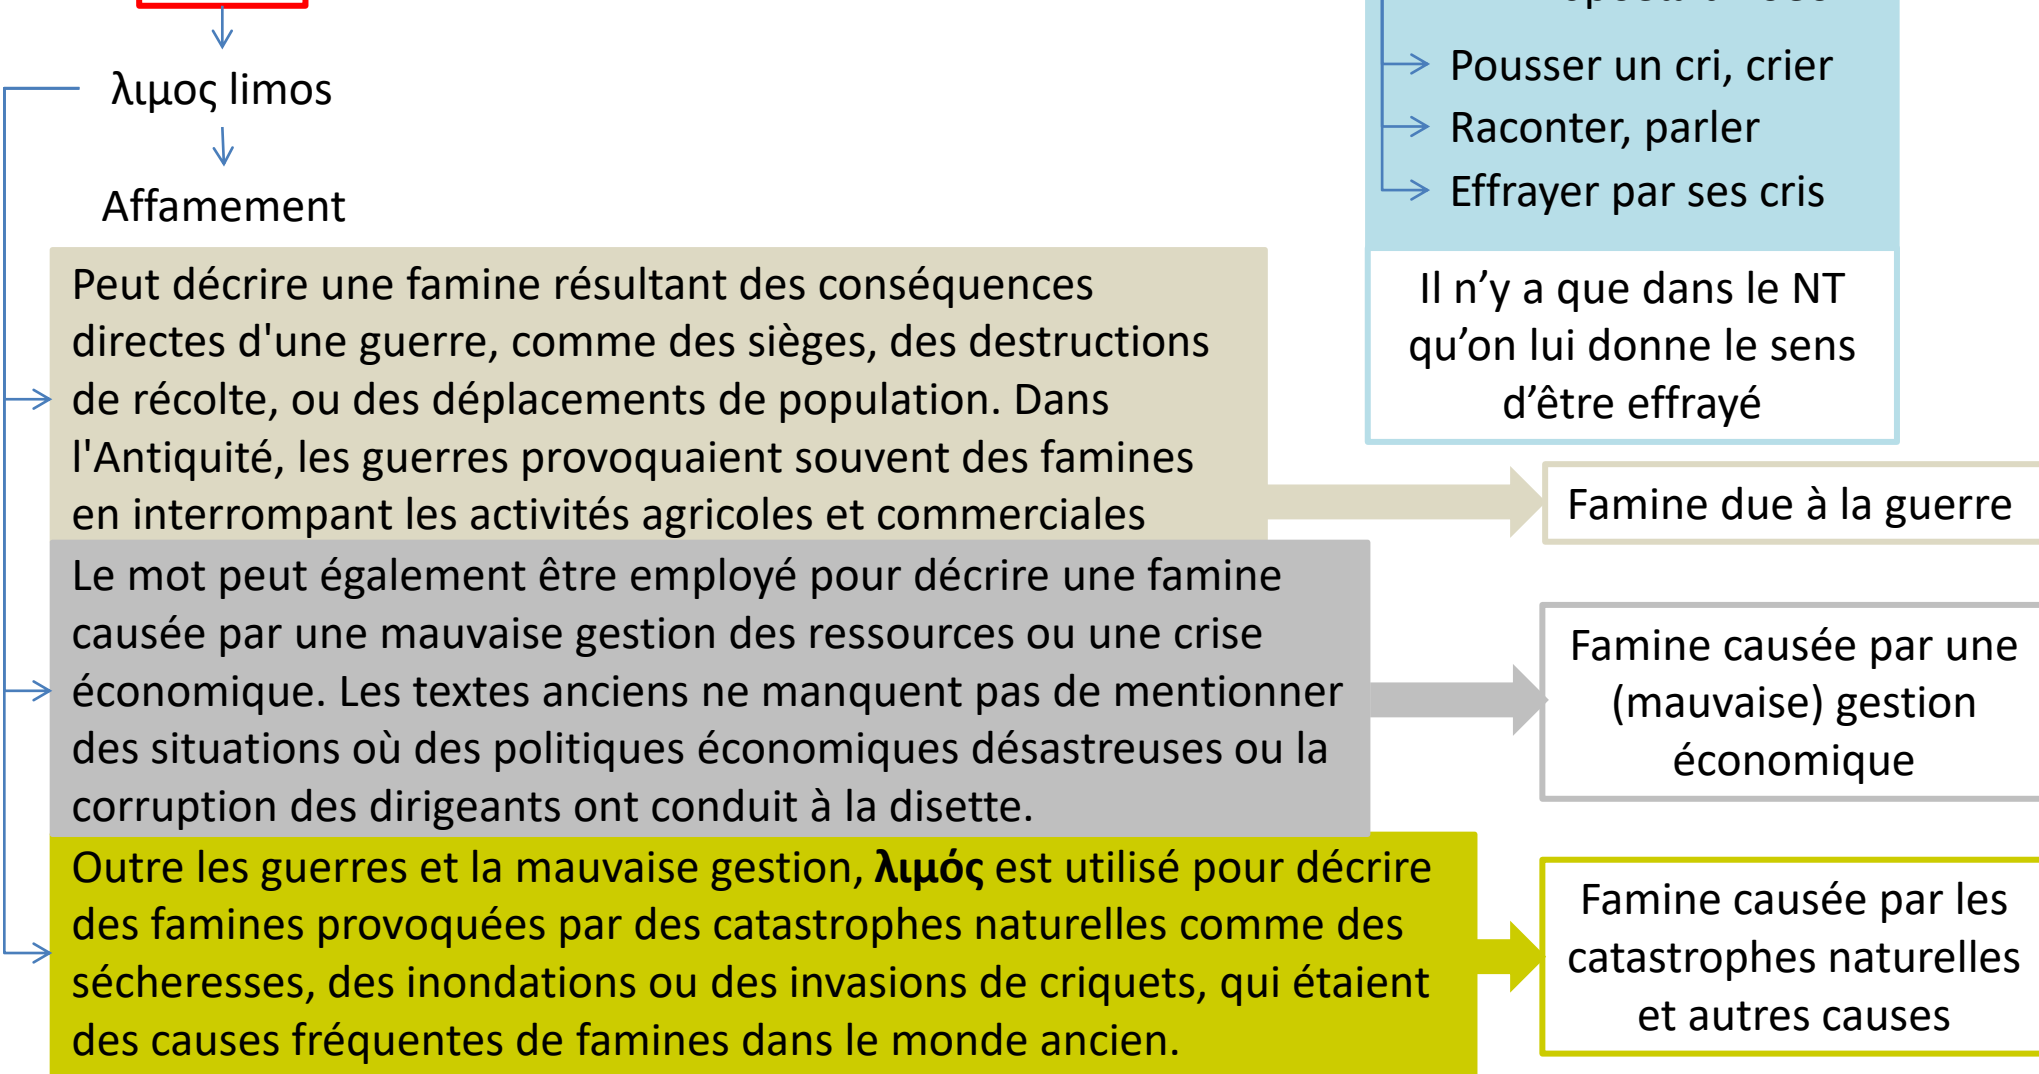 λιμος limos
Affamement
Peut décrire une famine résultant des conséquences
directes d'une guerre, comme des sièges, des destructions
de récolte, ou des déplacements de population. Dans
l'Antiquité, les guerres provoquaient souvent des famines
en interrompant les activités agricoles et commerciales
Le mot peut également être employé pour décrire une famine
causée par une mauvaise gestion des ressources ou une crise
économique. Les textes anciens ne manquent pas de mentionner
des situations où des politiques économiques désastreuses ou la
corruption des dirigeants ont conduit à la disette.
Outre les guerres et la mauvaise gestion, λιμός est utilisé pour décrire
des famines provoquées par des catastrophes naturelles comme des
sécheresses, des inondations ou des invasions de criquets, qui étaient
des causes fréquentes de famines dans le monde ancien.
Pousser un cri, crier
Raconter, parler
Effrayer par ses cris
Il n’y a que dans le NT
qu’on lui donne le sens
d’être effrayé
Famine due à la guerre
Famine causée par une
(mauvaise) gestion
économique
Famine causée par les
catastrophes naturelles
et autres causes